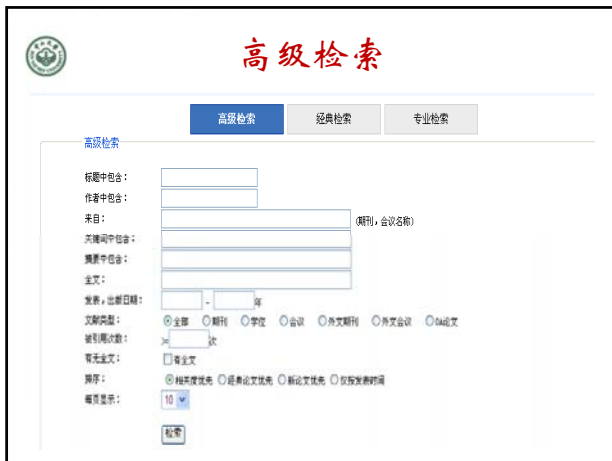 高级检索
高级检索 经典检索 专业检索
高级检索
标题中包含：
作者中包含：
来自： (期刊，会议名称)
关键词中包含：
摘要中包含：
全文：
发表，出版日期： - 年
文献类型： 全部 期刊 学位 会议 外文期刊 外文会议 OA论文
被引用次数： >= 次
有无全文： 有全文
排序： 相关度优先 经典论文优先 新论文优先 仅按发表时间
每页显示： 10
检索